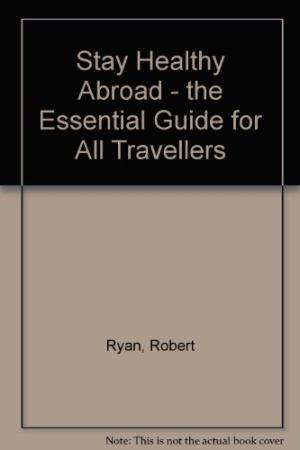 Stay Healthy
Abroad - the
Essential Guide for
All Travellers
Ryan, Robert
Note: This is not the actual book cover